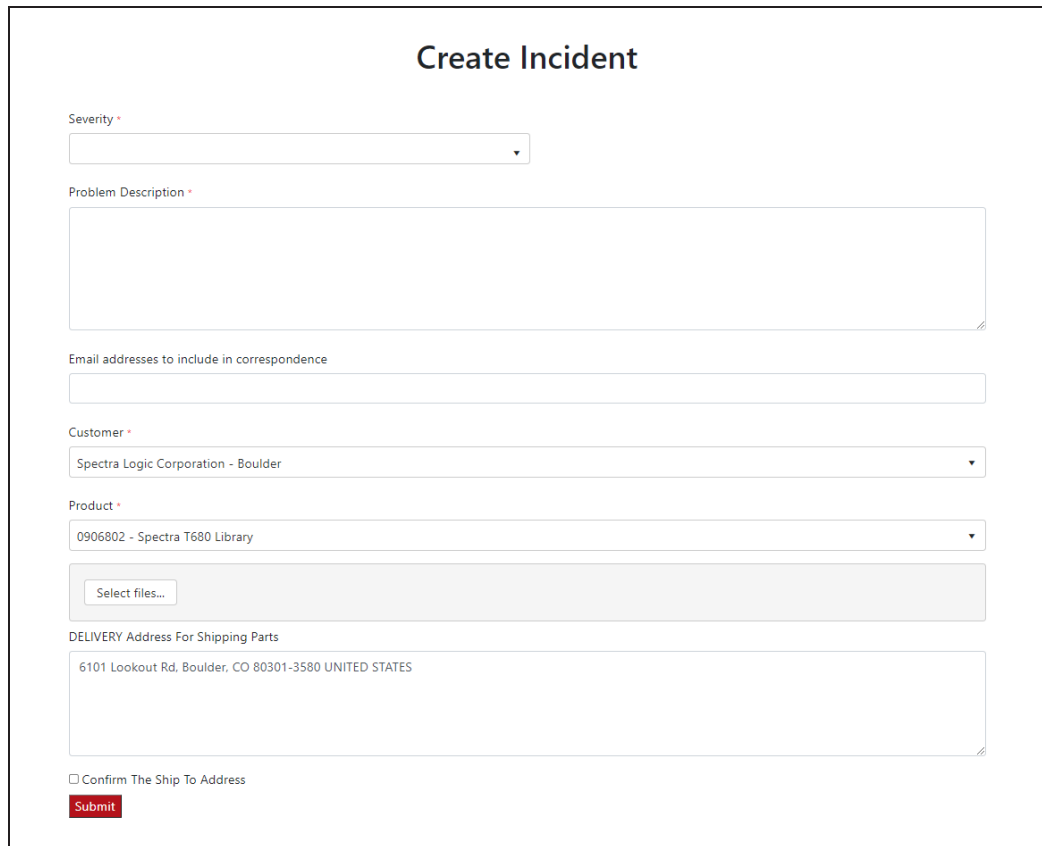 Create Incident
Severity *
Problem Description *
Email addresses to include in correspondence
Customer *
Spectra Logic Corporation - Boulder
Product *
0906802 - Spectra T680 Library
Select files...
DELIVERY Address For Shipping Parts
6101 Lookout Rd, Boulder, CO 80301-3580 UNITED STATES
Confirm The Ship To Address
Submit